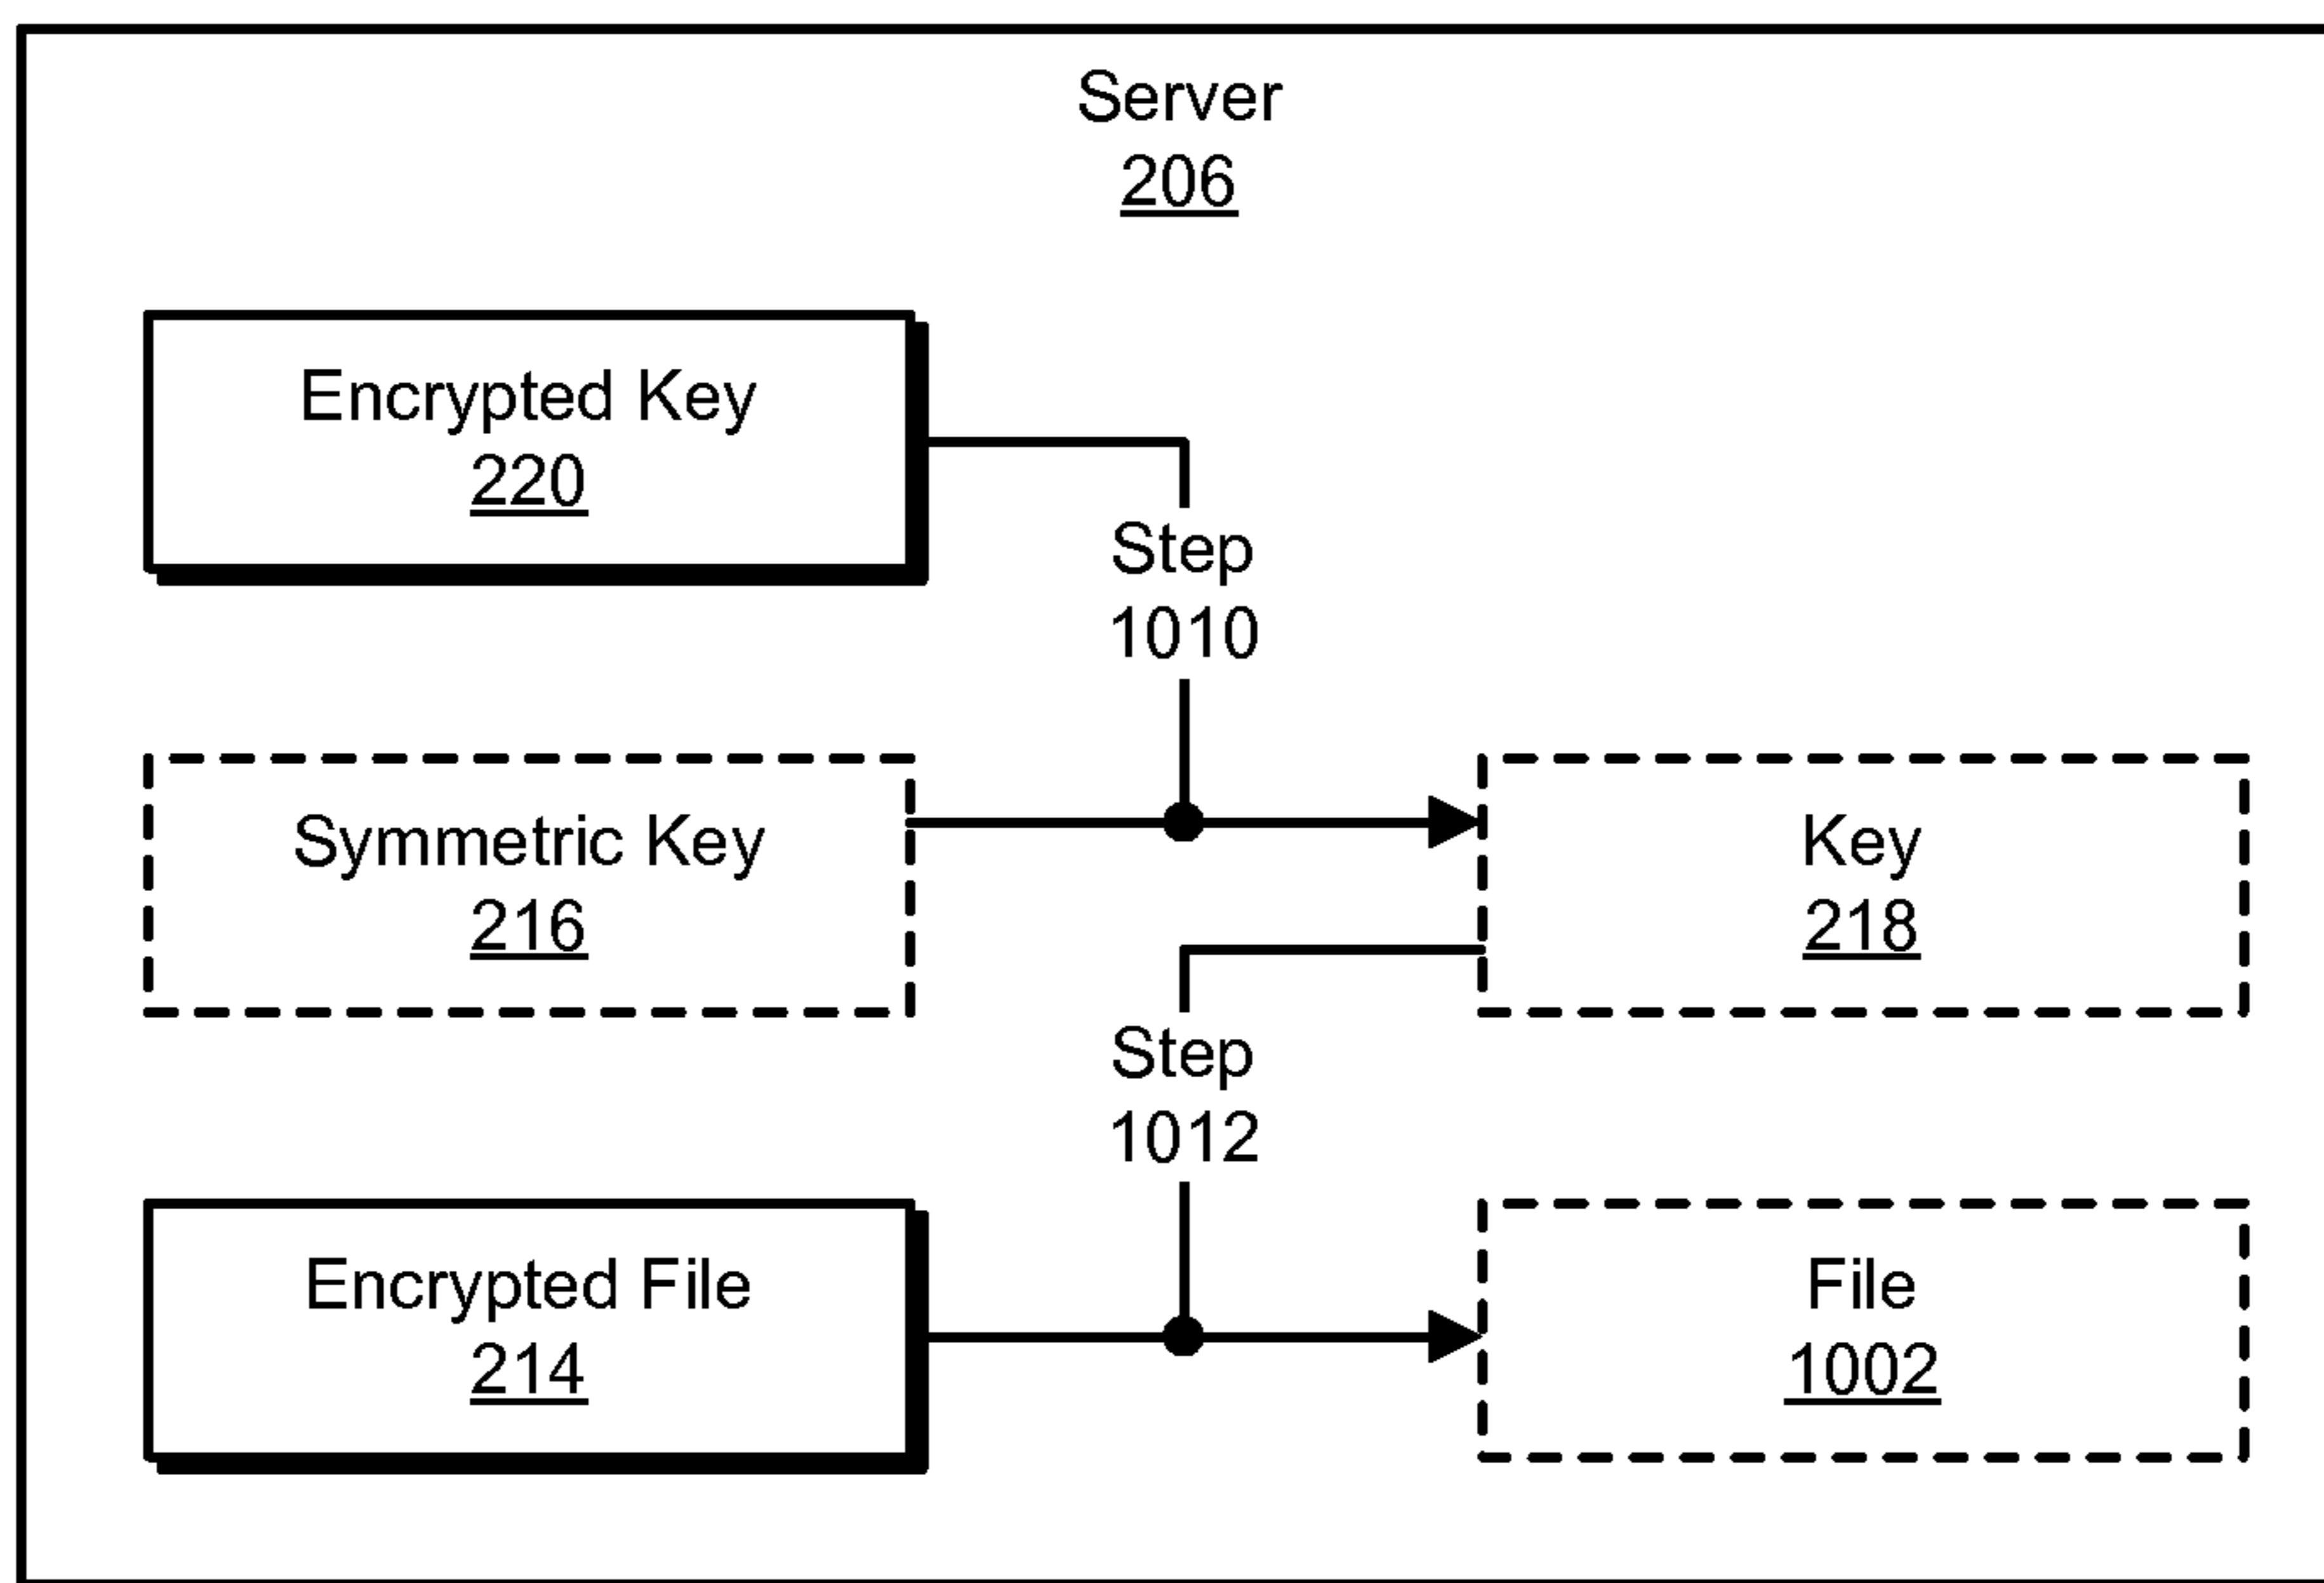 Server
206
Encrypted Key
220
Step
1010
Symmetric Key
216
Key
218
Step
1012
Encrypted File
214
File
1002